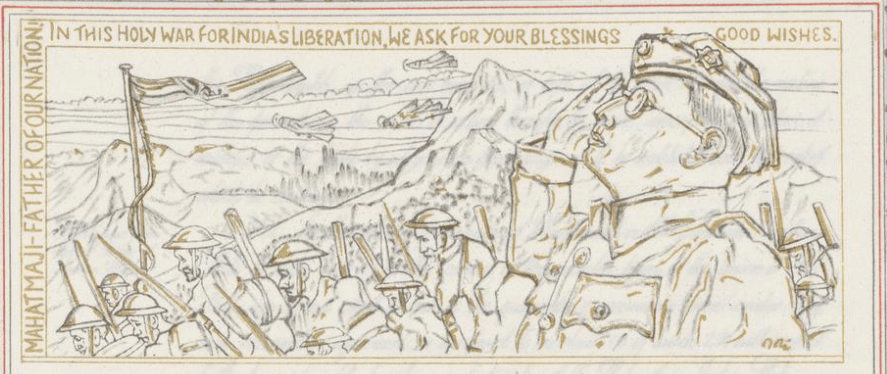 MAHATMAJI-FATHER OF OUR NATION!
IN THIS HOLY WAR FOR INDIA'S LIBERATION, WE ASK FOR YOUR BLESSINGS GOOD WISHES.